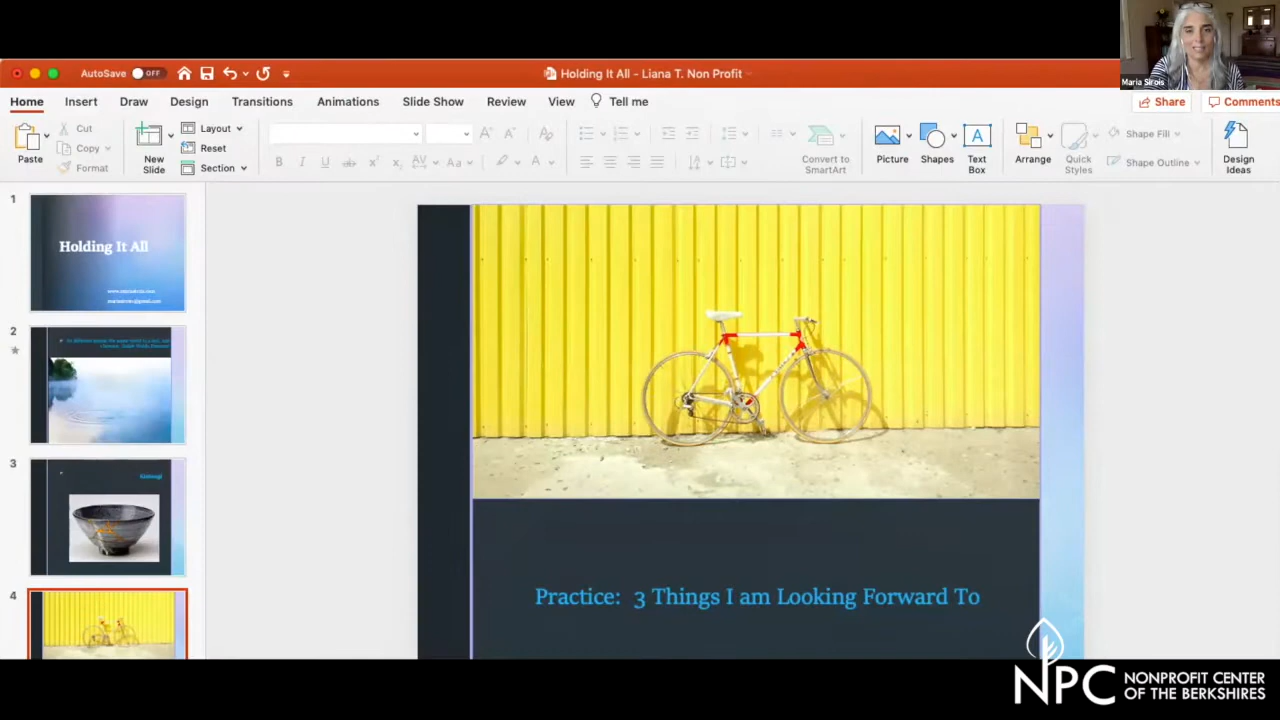 Maria Sirois
AutoSave OFF
Holding It All - Liana T. Non Profit
Home Insert Draw Design Transitions Animations Slide Show Review View Tell me
Share Comments
Paste
Cut
Copy
Format
New Slide
Layout
Reset
Section
B I U ab x A V Aa A
Convert to SmartArt
Picture
Shapes
Text Box
Arrange
Quick Styles
Shape Fill
Shape Outline
Design Ideas
1
Holding It All
2
3
Kintsugi
4
Practice: 3 Things I am Looking Forward To
NPC NONPROFIT CENTER
OF THE BERKSHIRES